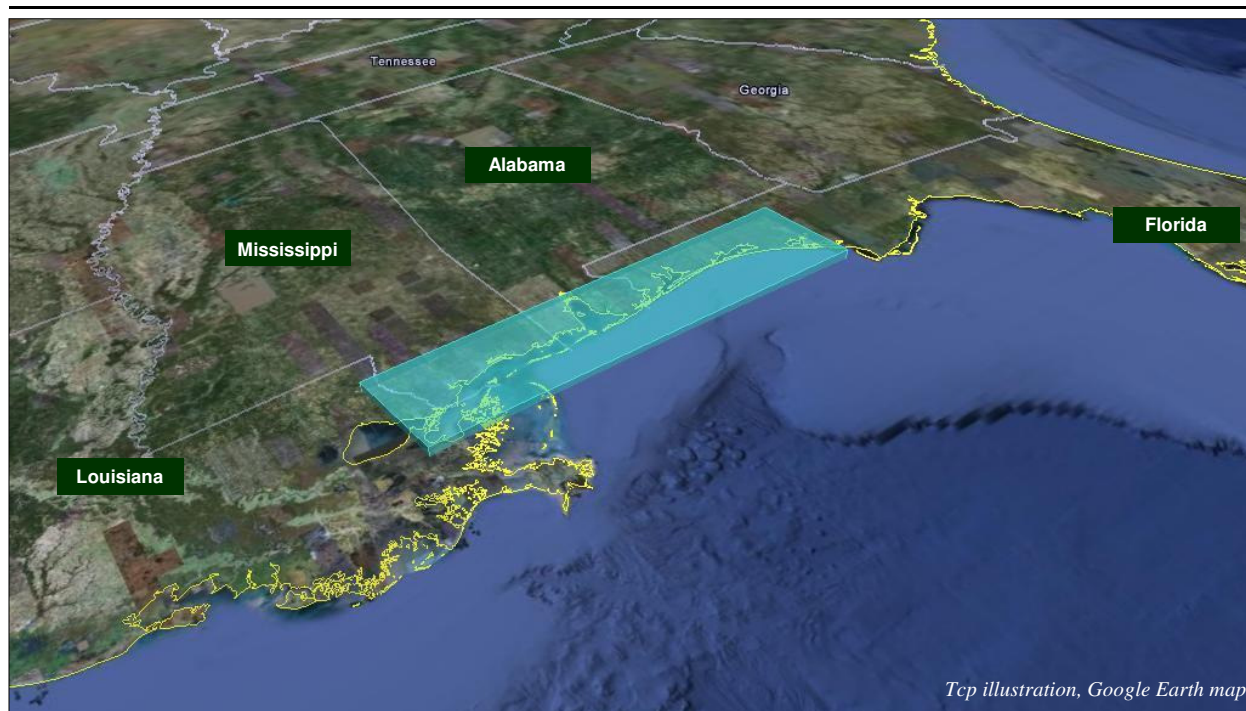 Tennessee
Georgia
Alabama
Florida
Mississippi
Louisiana
Tcp illustration, Google Earth map